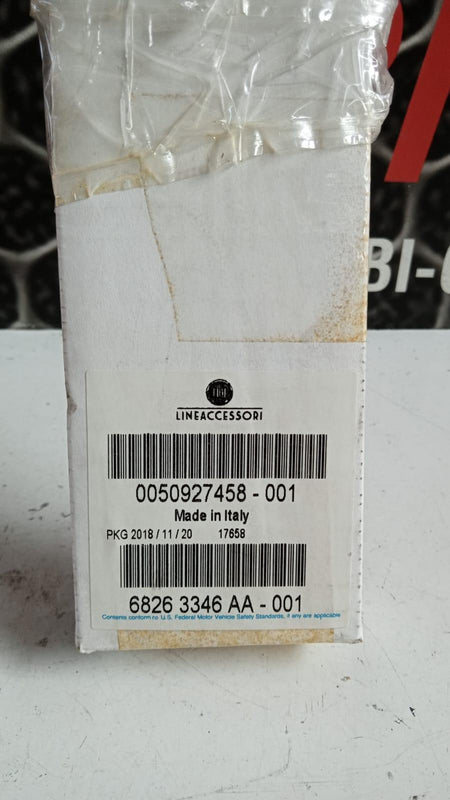 BI-
LINEACCESSORI
0050927458 - 001
Made in Italy
PKG 2018 / 11 / 20 17658
6826 3346 AA - 001
Contents conform to U.S. Federal Motor Vehicle Safety Standards, if any are applicable